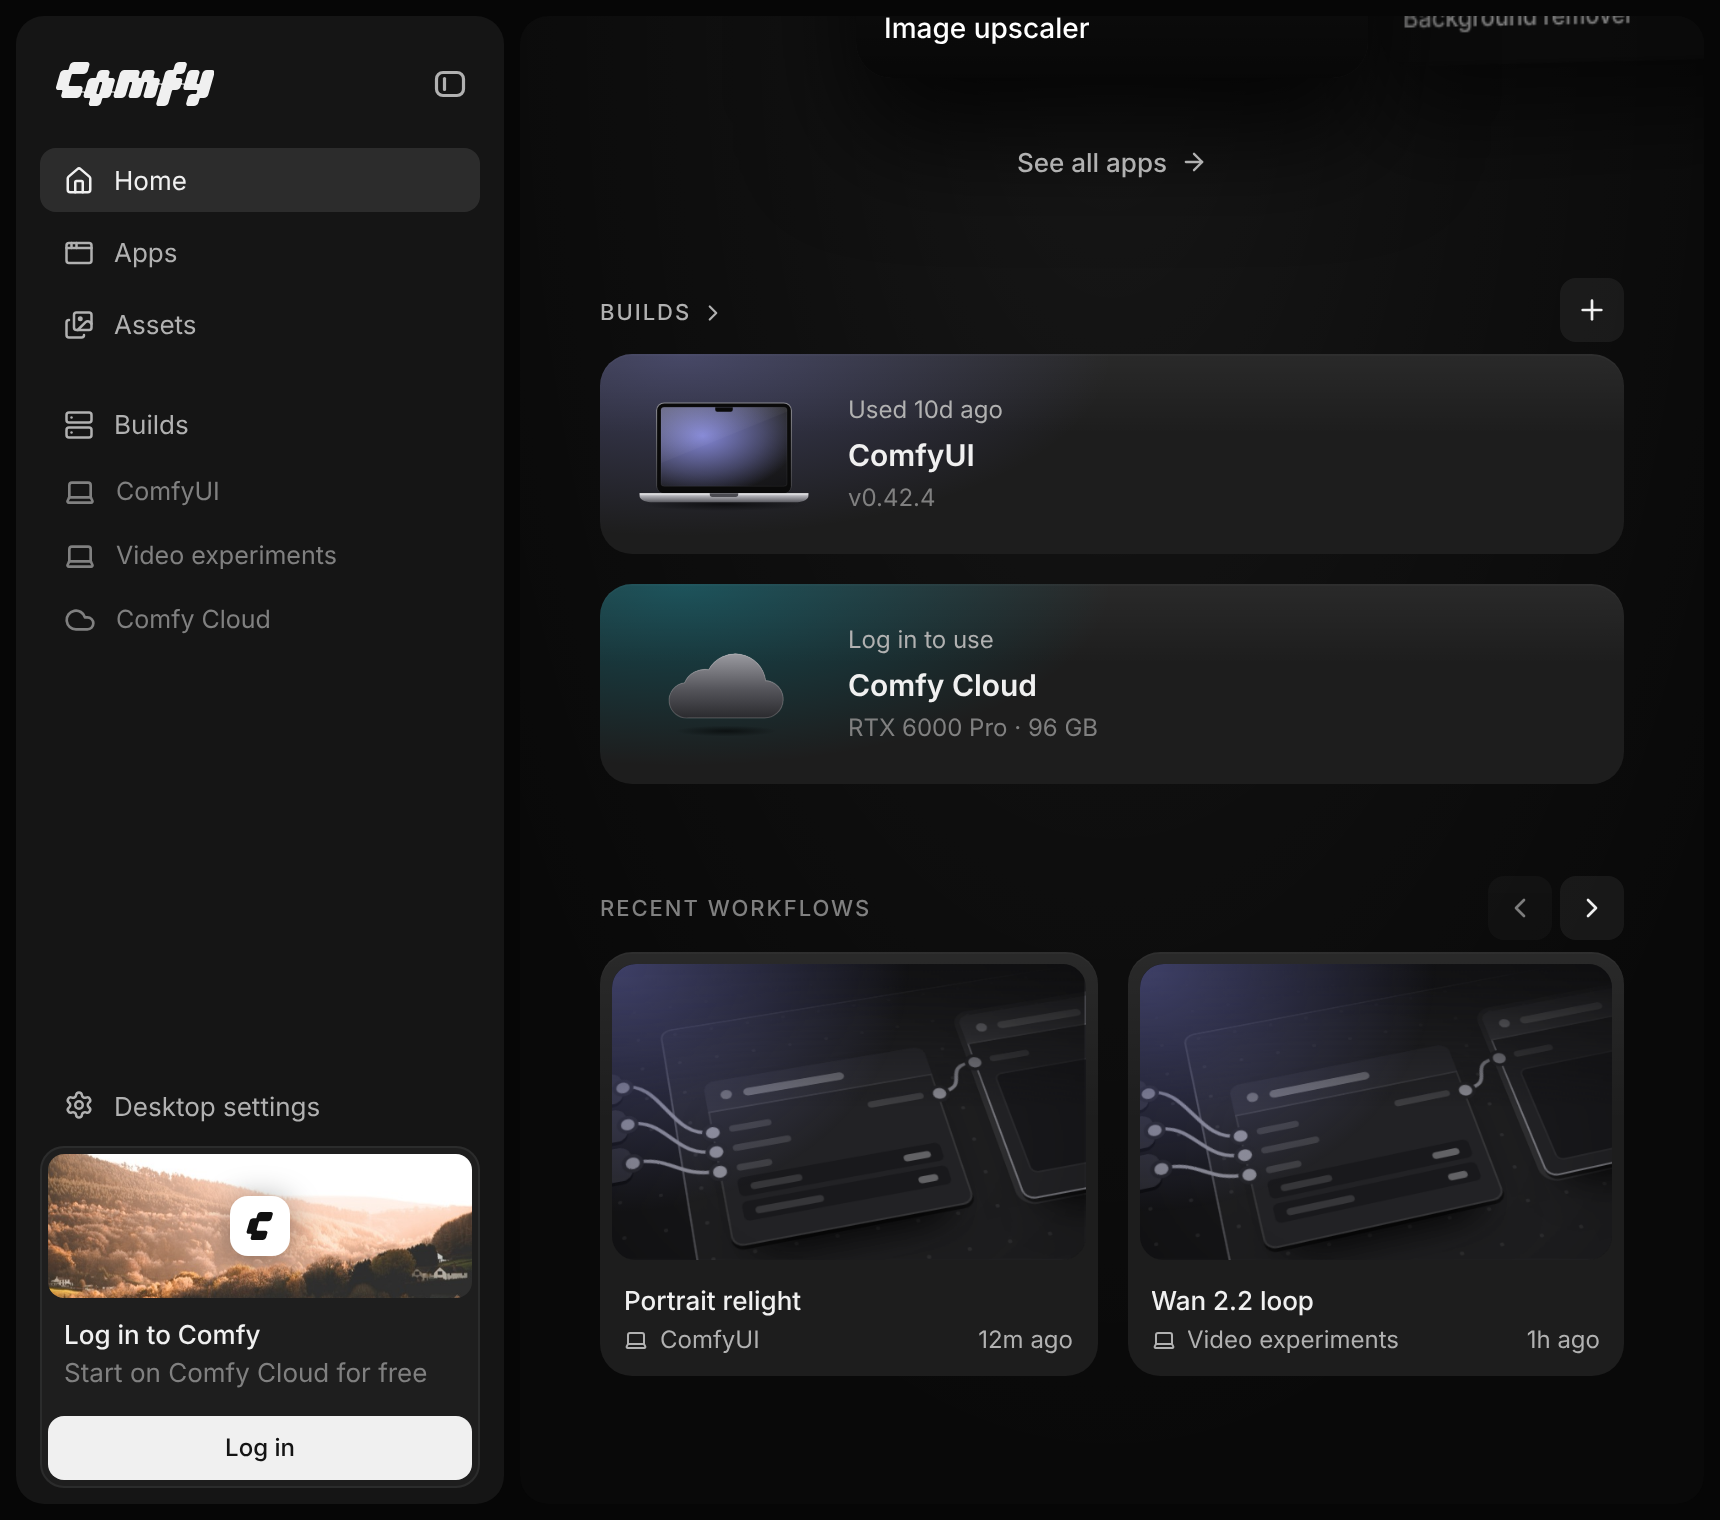 Comfy
Home
Apps
Assets
Builds
ComfyUI
Video experiments
Comfy Cloud
Desktop settings
Log in to Comfy
Start on Comfy Cloud for free
Log in
Image upscaler
Background remover
See all apps
BUILDS
Used 10d ago
ComfyUI
v0.42.4
Log in to use
Comfy Cloud
RTX 6000 Pro · 96 GB
RECENT WORKFLOWS
Portrait relight
ComfyUI
12m ago
Wan 2.2 loop
Video experiments
1h ago